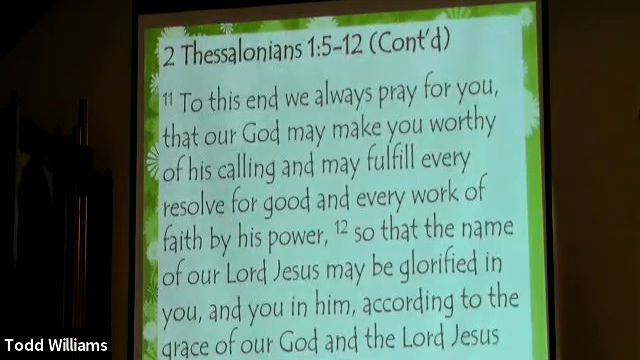 2 Thessalonians 1:5-12 (Cont'd)
11 To this end we always pray for you,
that our God may make you worthy
of his calling and may fulfill every
resolve for good and every work of
faith by his power, 12 so that the name
of our Lord Jesus may be glorified in
you, and you in him, according to the
grace of our God and the Lord Jesus
Todd Williams